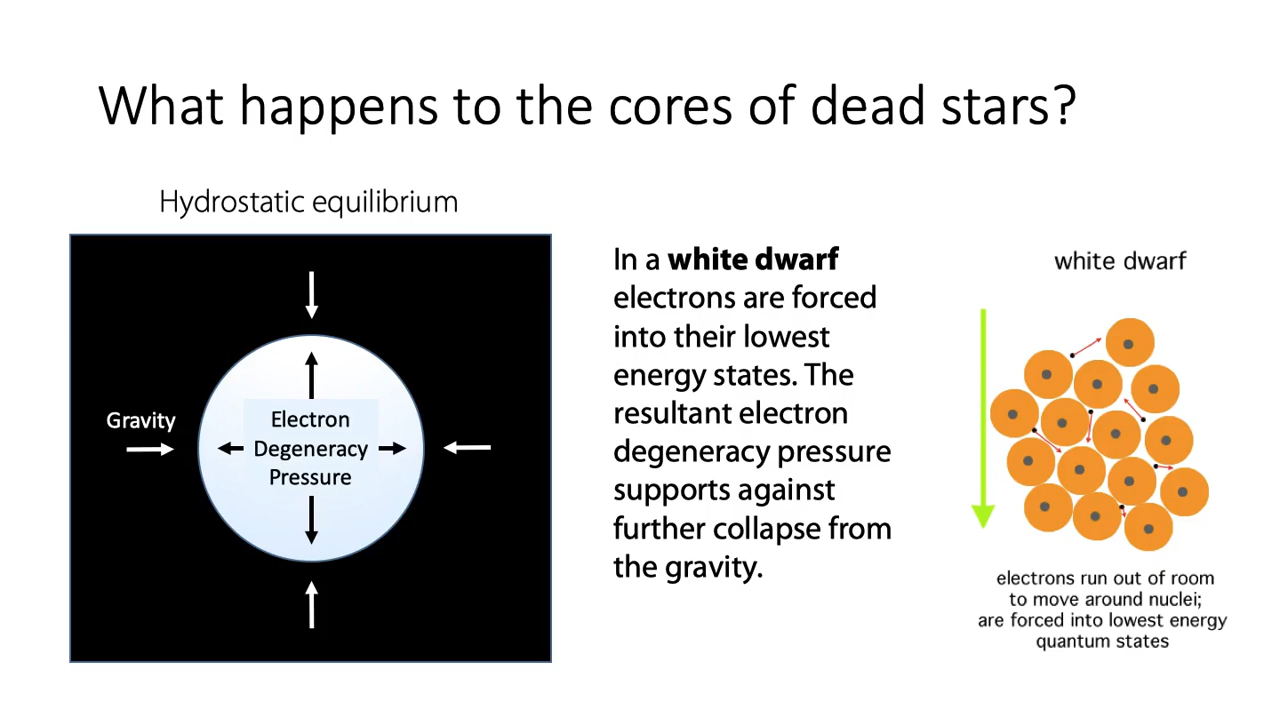 What happens to the cores of dead stars?
Hydrostatic equilibrium
Gravity
Electron
Degeneracy
Pressure
In a white dwarf
electrons are forced
into their lowest
energy states. The
resultant electron
degeneracy pressure
supports against
further collapse from
the gravity.
white dwarf
electrons run out of room
to move around nuclei;
are forced into lowest energy
quantum states